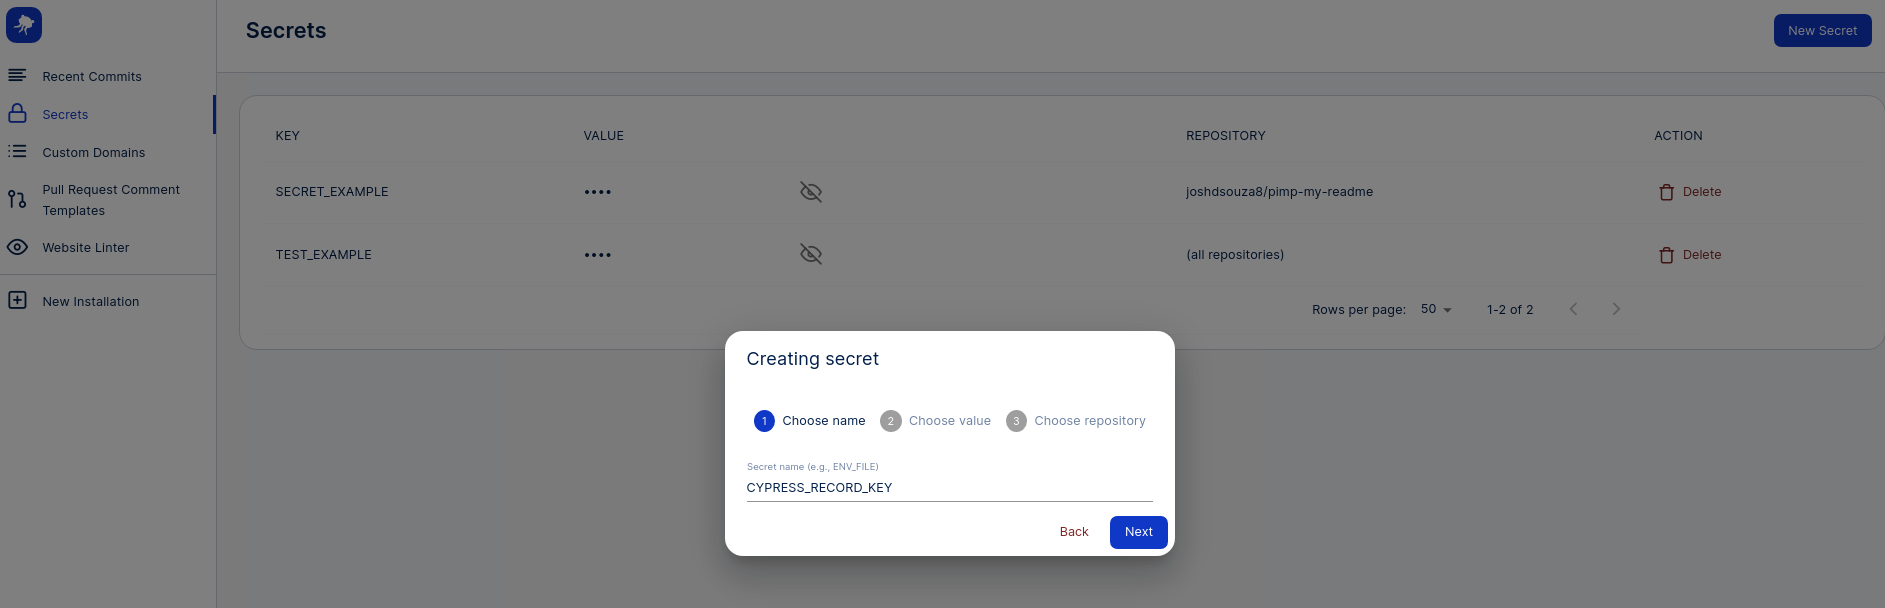 Secrets
New Secret
Recent Commits
Secrets
Custom Domains
Pull Request Comment
Templates
Website Linter
New Installation
KEY VALUE REPOSITORY ACTION
SECRET_EXAMPLE •••• joshdsouza8/pimp-my-readme Delete
TEST_EXAMPLE •••• (all repositories) Delete
Rows per page: 50 1-2 of 2
Creating secret
1 Choose name 2 Choose value 3 Choose repository
Secret name (e.g., ENV_FILE)
CYPRESS_RECORD_KEY
Back Next